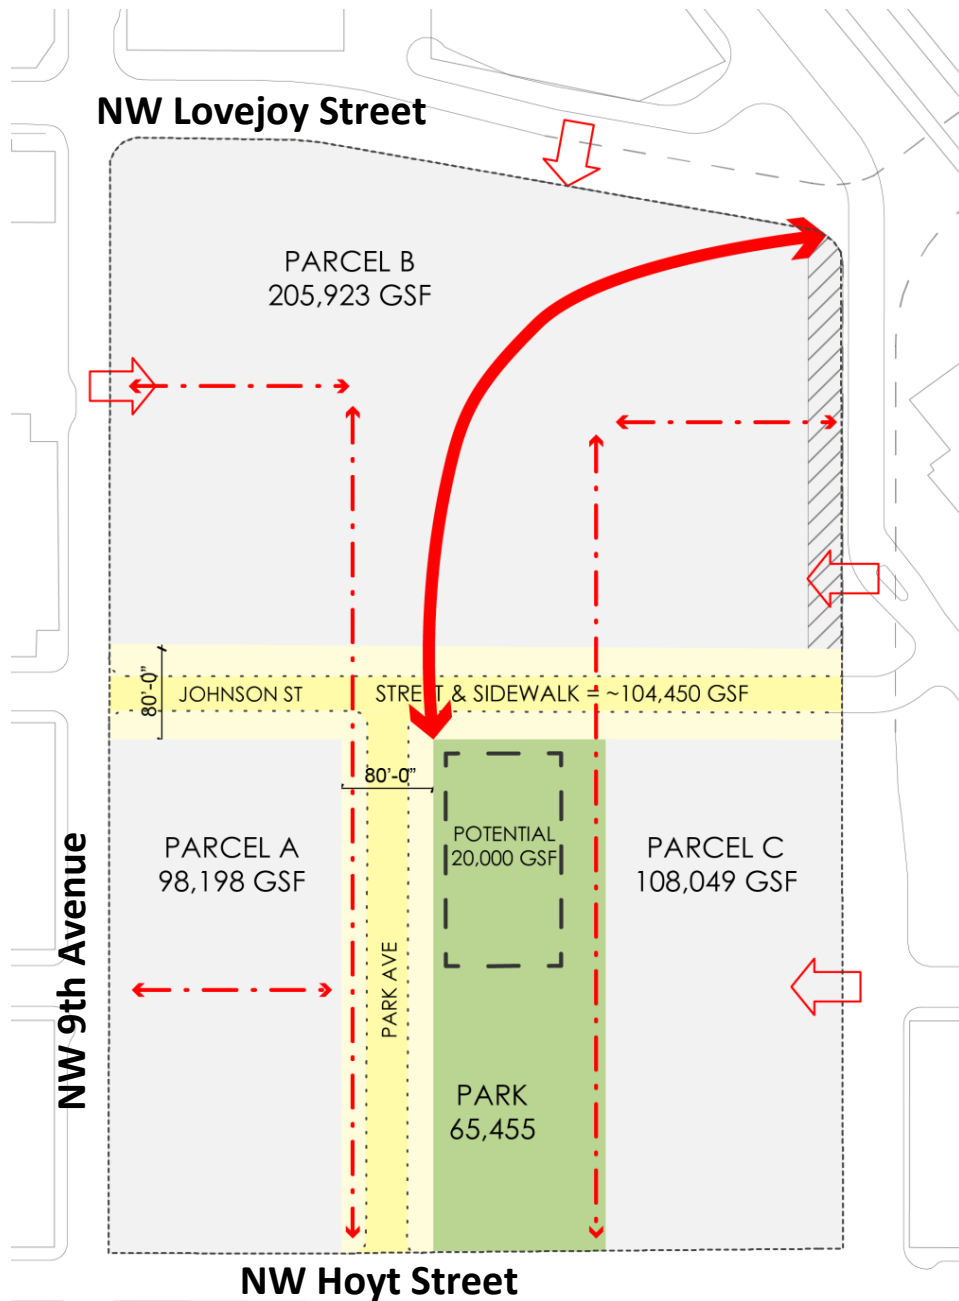 NW Lovejoy Street
PARCEL B
205,923 GSF
JOHNSON ST
STREET & SIDEWALK = ~104,450 GSF
80'-0"
80'-0"
POTENTIAL
20,000 GSF
PARCEL A
98,198 GSF
PARCEL C
108,049 GSF
NW 9th Avenue
PARK AVE
PARK
65,455
NW Hoyt Street